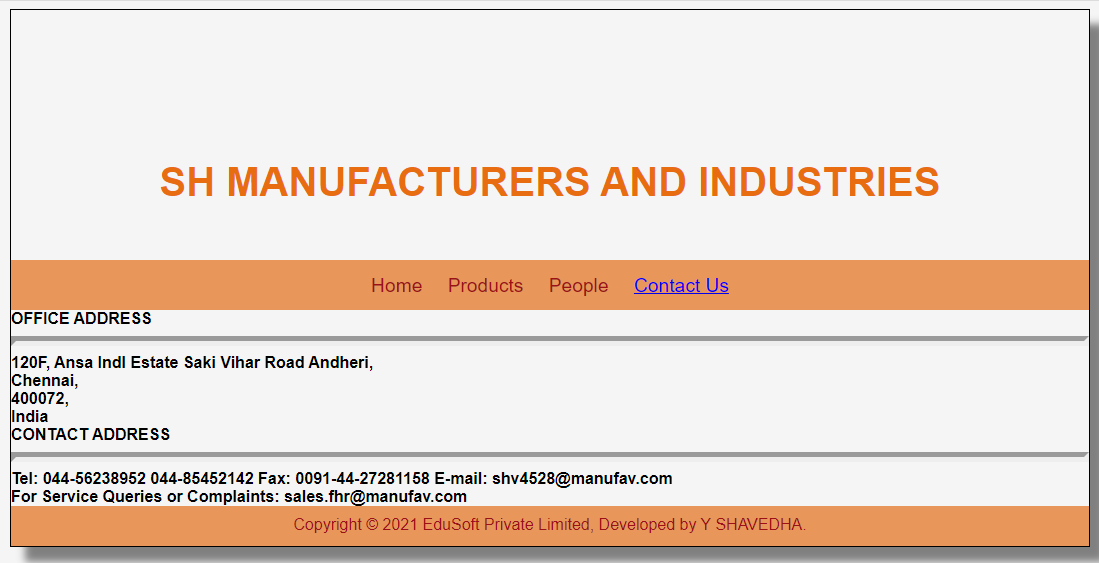 SH MANUFACTURERS AND INDUSTRIES
Home Products People Contact Us
OFFICE ADDRESS
120F, Ansa Indl Estate Saki Vihar Road Andheri,
Chennai,
400072,
India
CONTACT ADDRESS
Tel: 044-56238952 044-85452142 Fax: 0091-44-27281158 E-mail: shv4528@manufav.com
For Service Queries or Complaints: sales.fhr@manufav.com
Copyright © 2021 EduSoft Private Limited, Developed by Y SHAVEDHA.